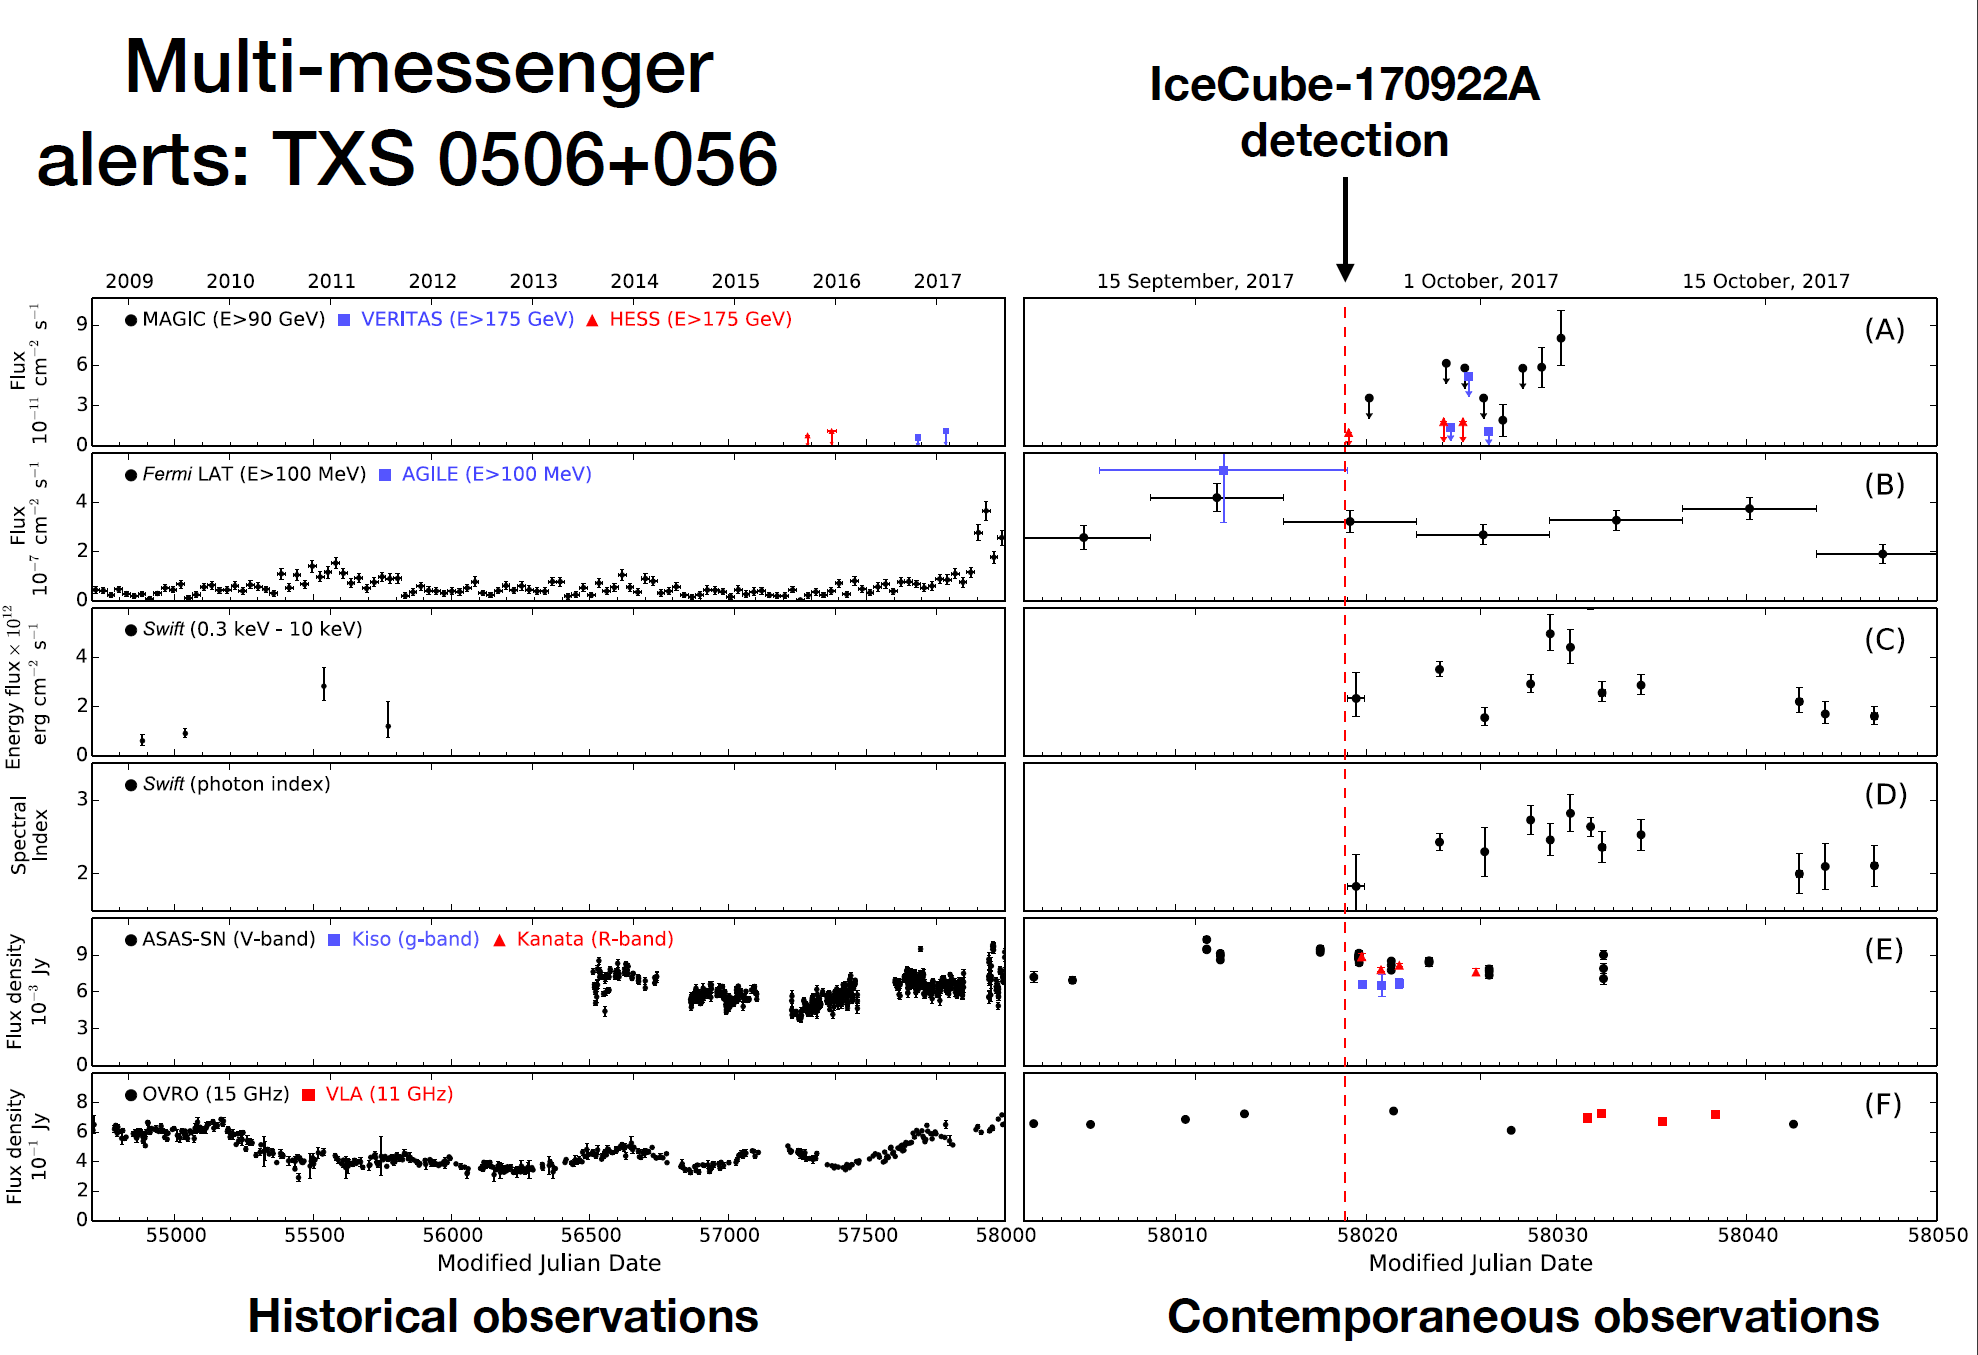 Multi-messenger
alerts: TXS 0506+056
IceCube-170922A
detection
2009 2010 2011 2012 2013 2014 2015 2016 2017
15 September, 2017 1 October, 2017 15 October, 2017
Flux
10⁻¹¹ cm⁻² s⁻¹
9
6
3
0
MAGIC (E>90 GeV) VERITAS (E>175 GeV) HESS (E>175 GeV)
(A)
Flux
10⁻⁷ cm⁻² s⁻¹
4
2
0
Fermi LAT (E>100 MeV) AGILE (E>100 MeV)
(B)
Energy flux × 10¹²
erg cm⁻² s⁻¹
4
2
0
Swift (0.3 keV - 10 keV)
(C)
Spectral
Index
3
2
Swift (photon index)
(D)
Flux density
10⁻³ Jy
9
6
3
0
ASAS-SN (V-band) Kiso (g-band) Kanata (R-band)
(E)
Flux density
10⁻¹ Jy
8
6
4
2
0
OVRO (15 GHz) VLA (11 GHz)
(F)
55000 55500 56000 56500 57000 57500 58000 58010 58020 58030 58040 58050
Modified Julian Date Modified Julian Date
Historical observations Contemporaneous observations